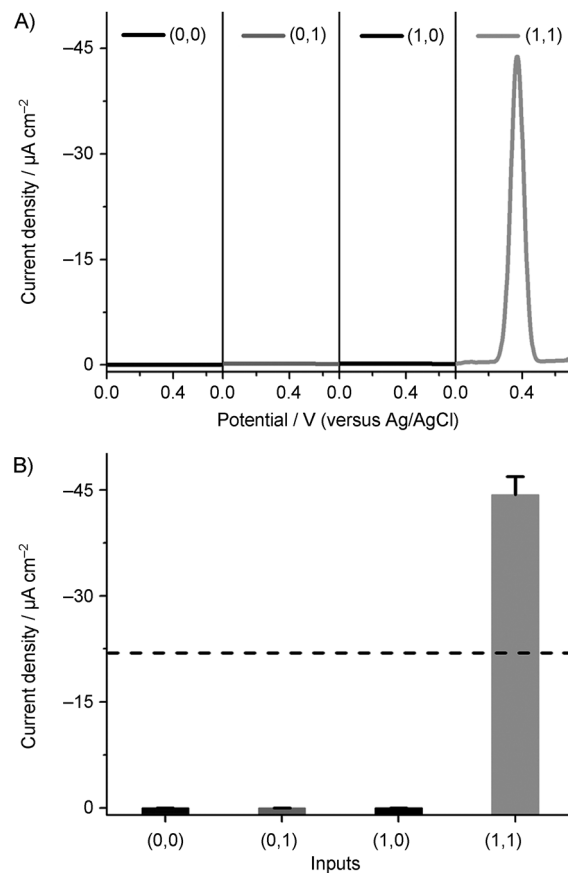 A)
(0,0) (0,1) (1,0) (1,1)
Current density / µA cm–2
–45
–30
–15
0
0.0 0.4 0.0 0.4 0.0 0.4 0.0 0.4
Potential / V (versus Ag/AgCl)
B)
Current density / µA cm–2
–45
–30
–15
0
(0,0) (0,1) (1,0) (1,1)
Inputs